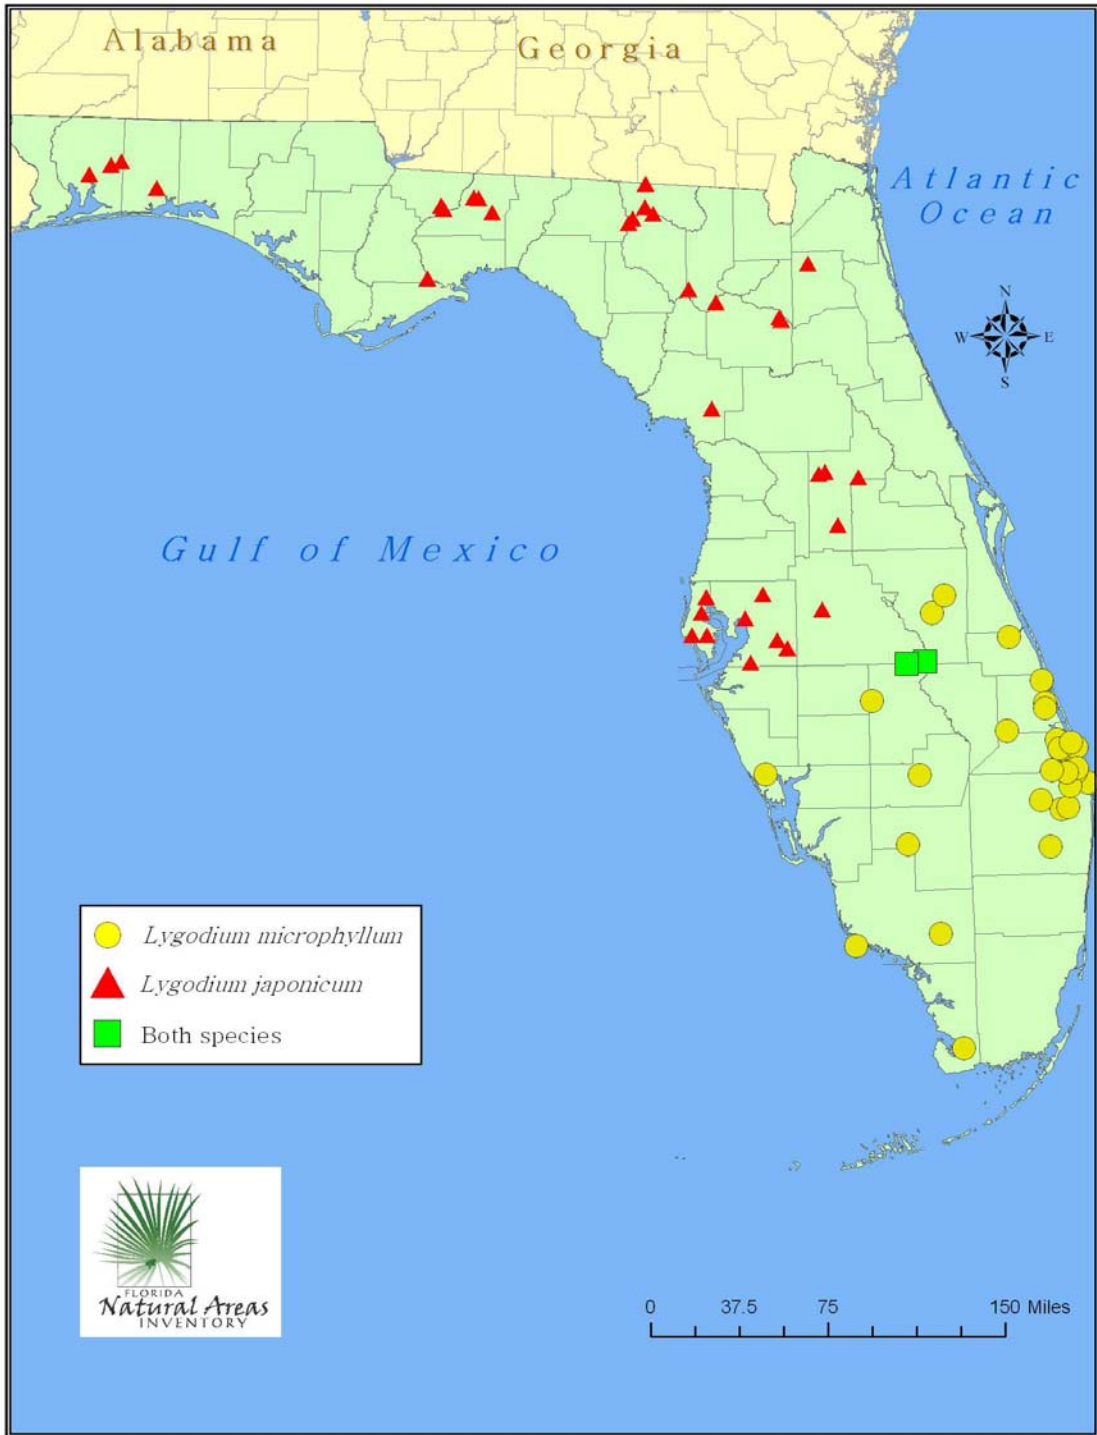 Alabama
Georgia
Atlantic
Ocean
N
W E
S
Gulf of Mexico
Lygodium microphyllum
Lygodium japonicum
Both species
FLORIDA
Natural Areas
INVENTORY
0 37.5 75 150 Miles